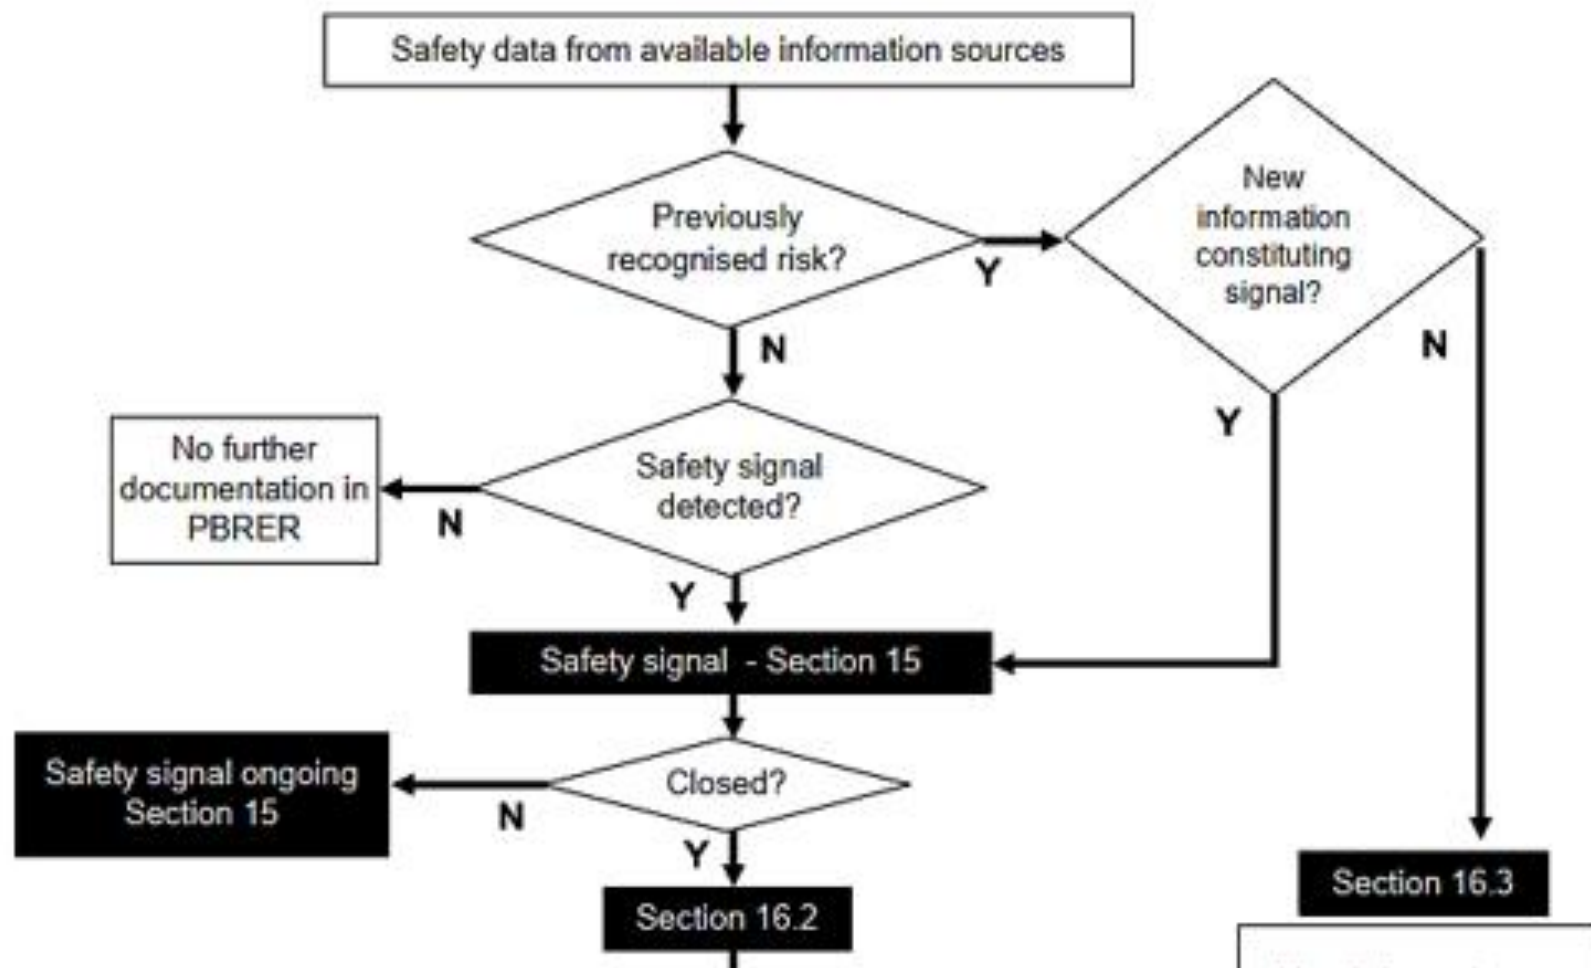 Safety data from available information sources
Previously
recognised risk?
Y
New
information
constituting
signal?
N
N
Y
No further
documentation in
PBRER
N
Safety signal
detected?
Y
Safety signal - Section 15
Safety signal ongoing
Section 15
N
Closed?
Y
Section 16.3
Section 16.2